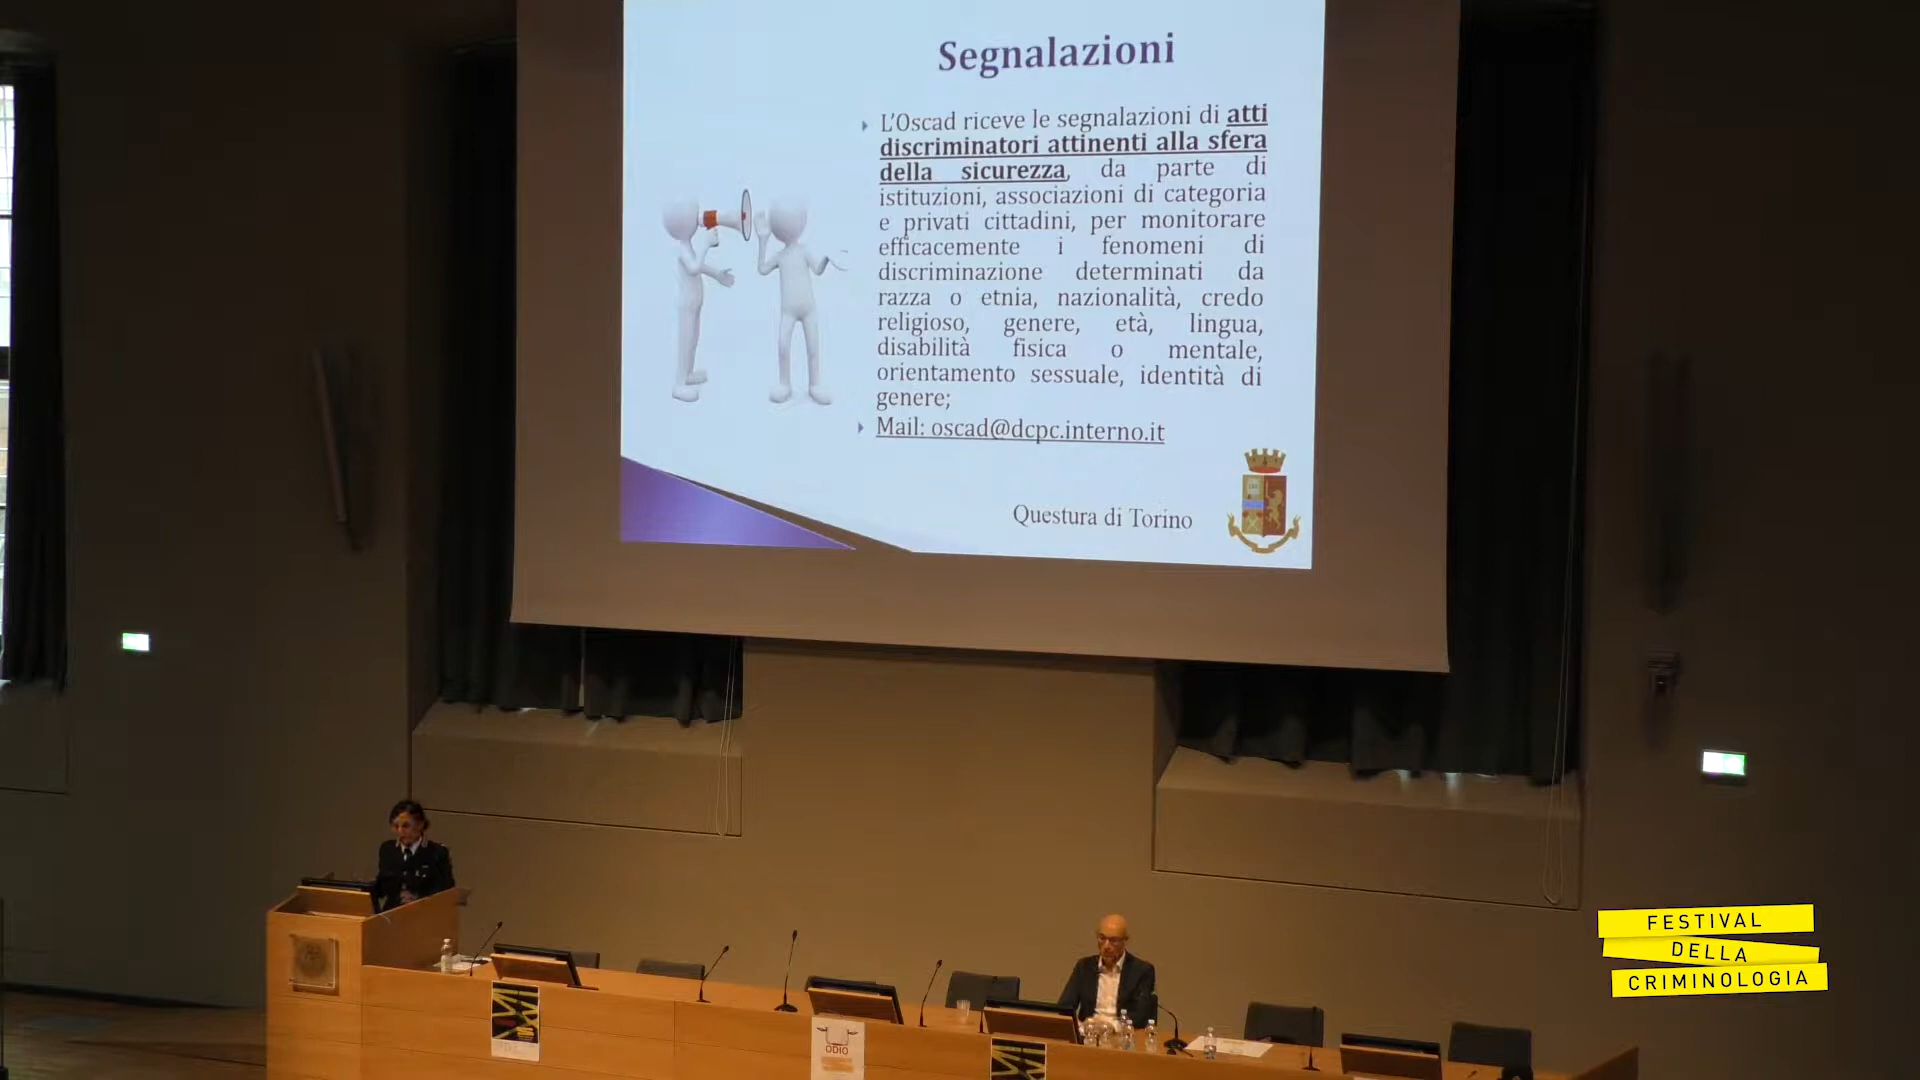 Segnalazioni
L'Oscad riceve le segnalazioni di atti
discriminatori attinenti alla sfera
della sicurezza, da parte di
istituzioni, associazioni di categoria
e privati cittadini, per monitorare
efficacemente i fenomeni di
discriminazione determinati da
razza o etnia, nazionalità, credo
religioso, genere, età, lingua,
disabilità fisica o mentale,
orientamento sessuale, identità di
genere;
Mail: oscad@dcpc.interno.it
Questura di Torino
FESTIVAL
DELLA
CRIMINOLOGIA
ODIO